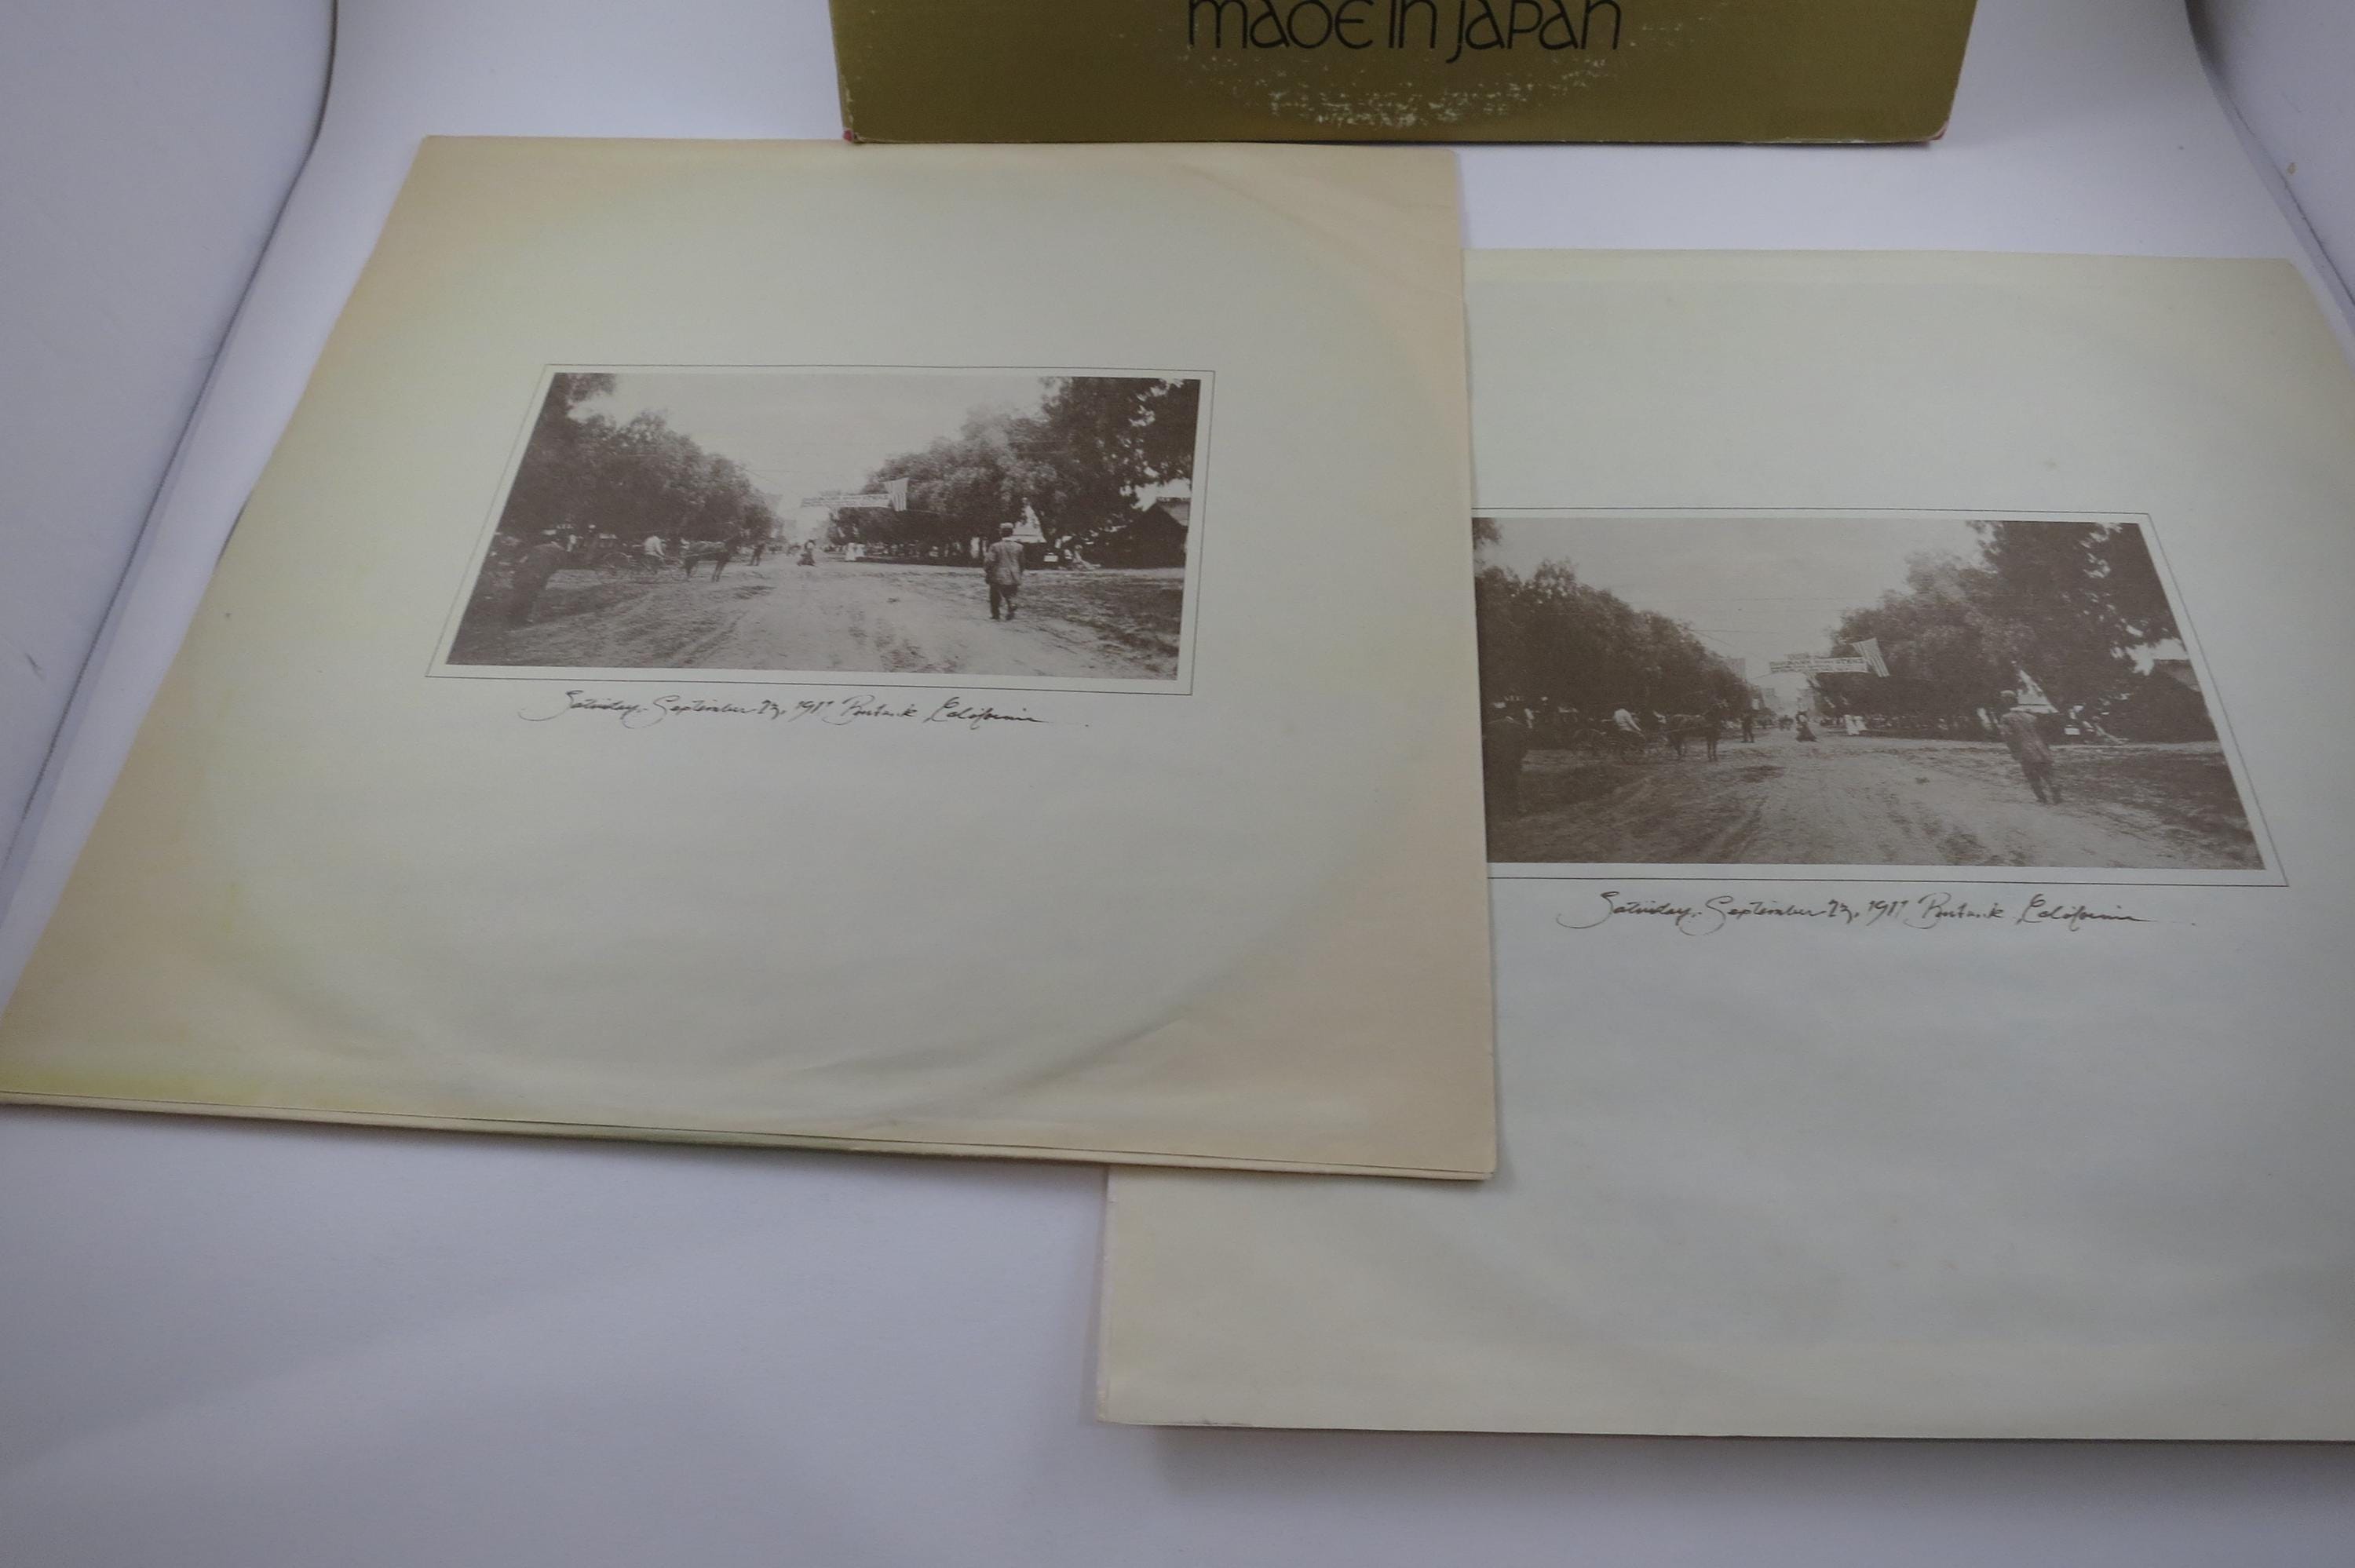 made in japan
Saturday, September 23, 1911 Burbank, California
Saturday, September 23, 1911 Burbank, California